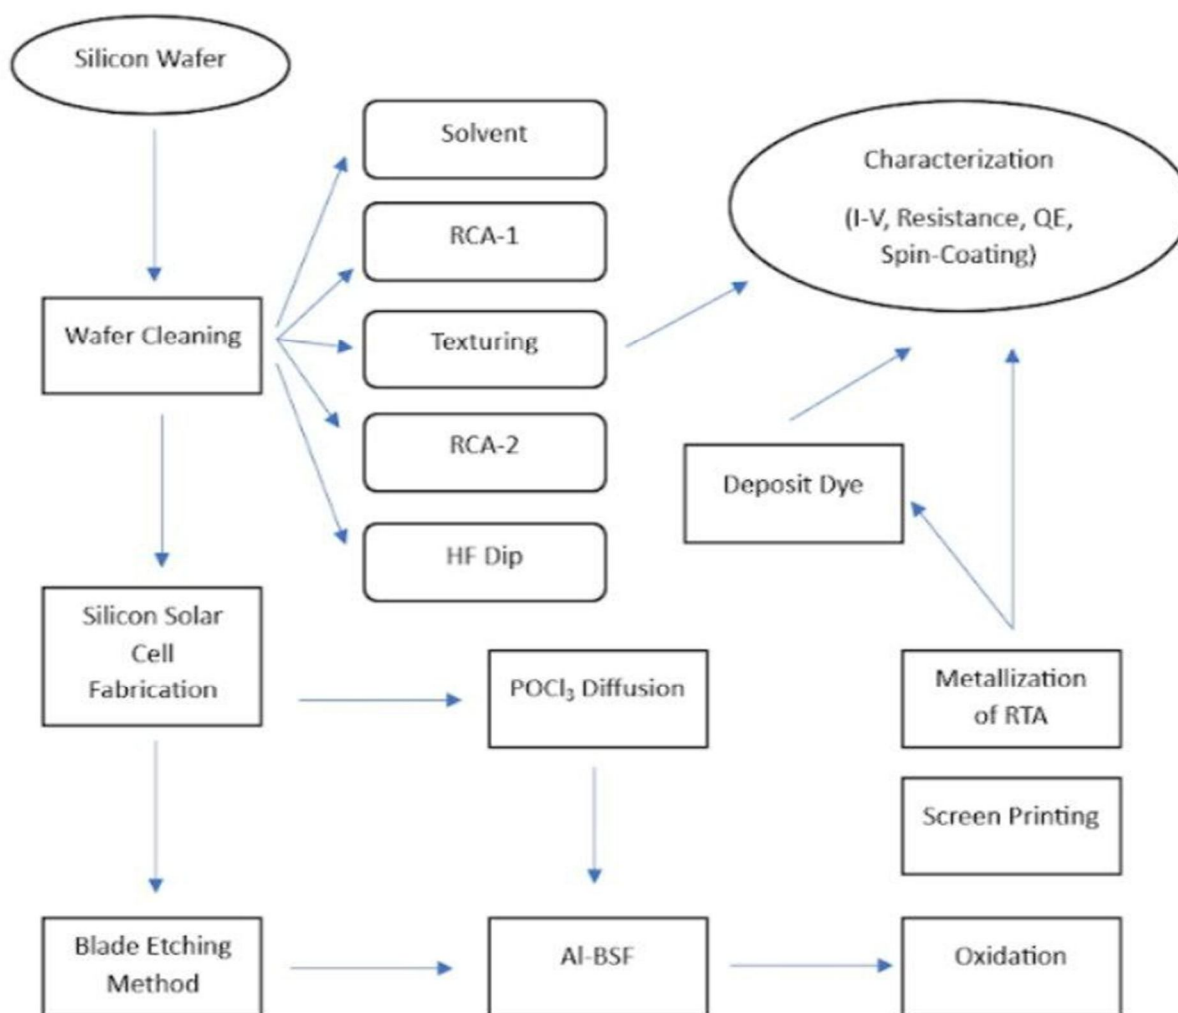 Silicon Wafer
Solvent
Characterization
(I-V, Resistance, QE,
Spin-Coating)
RCA-1
Wafer Cleaning
Texturing
RCA-2
Deposit Dye
HF Dip
Silicon Solar
Cell
Fabrication
POCl₃ Diffusion
Metallization
of RTA
Screen Printing
Blade Etching
Method
Al-BSF
Oxidation